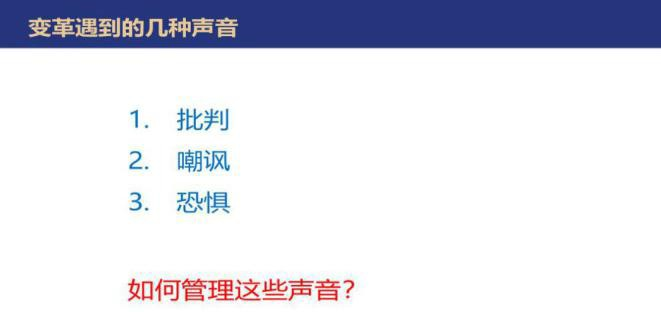 变革遇到的几种声音
1. 批判
2. 嘲讽
3. 恐惧
如何管理这些声音？